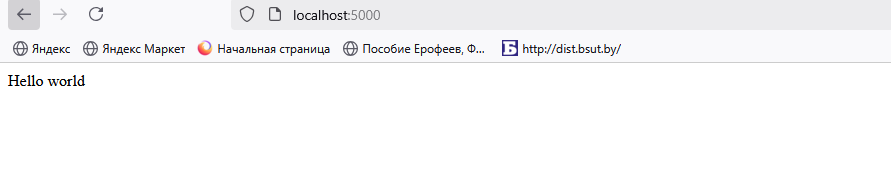 localhost:5000
Яндекс Яндекс Маркет Начальная страница Пособие Ерофеев, Ф... Б http://dist.bsut.by/
Hello world